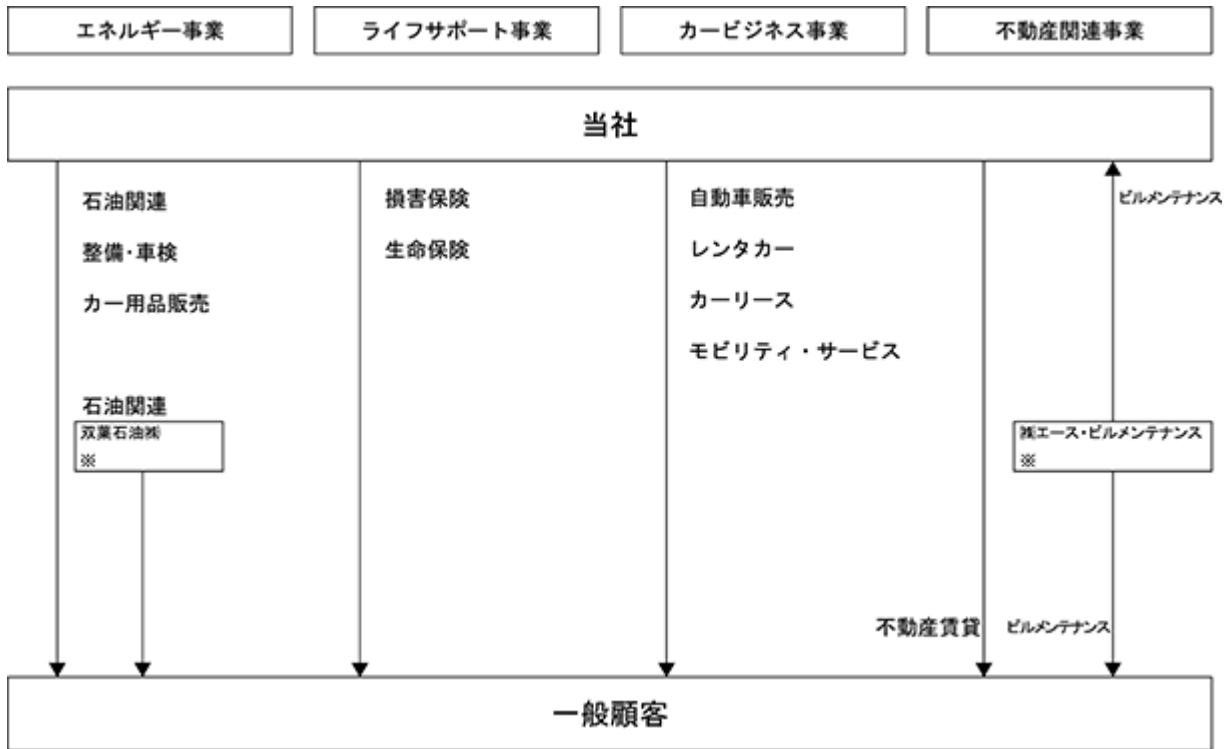 エネルギー事業
ライフサポート事業
カービジネス事業
不動産関連事業
当社
石油関連
整備・車検
カー用品販売
石油関連
双葉石油㈱
※
損害保険
生命保険
自動車販売
レンタカー
カーリース
モビリティ・サービス
不動産賃貸
ビルメンテナンス
㈱エース・ビルメンテナンス
※
ビルメンテナンス
一般顧客